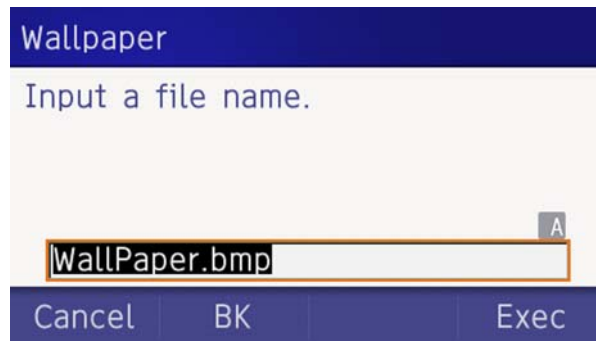 Wallpaper
Input a file name.
A
WallPaper.bmp
Cancel BK Exec